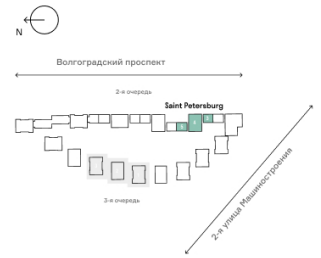 N
Волгоградский проспект
2-я очередь
Saint Petersburg
3-я очередь
2-я улица Машиностроения